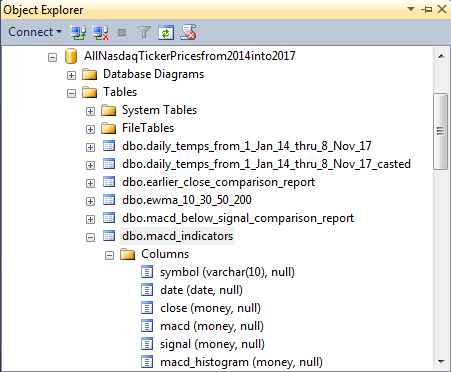 Object Explorer
Connect
AllNasdaqTickerPricesfrom2014into2017
Database Diagrams
Tables
System Tables
FileTables
dbo.daily_temps_from_1_Jan_14_thru_8_Nov_17
dbo.daily_temps_from_1_Jan_14_thru_8_Nov_17_casted
dbo.earlier_close_comparison_report
dbo.ewma_10_30_50_200
dbo.macd_below_signal_comparison_report
dbo.macd_indicators
Columns
symbol (varchar(10), null)
date (date, null)
close (money, null)
macd (money, null)
signal (money, null)
macd_histogram (money, null)